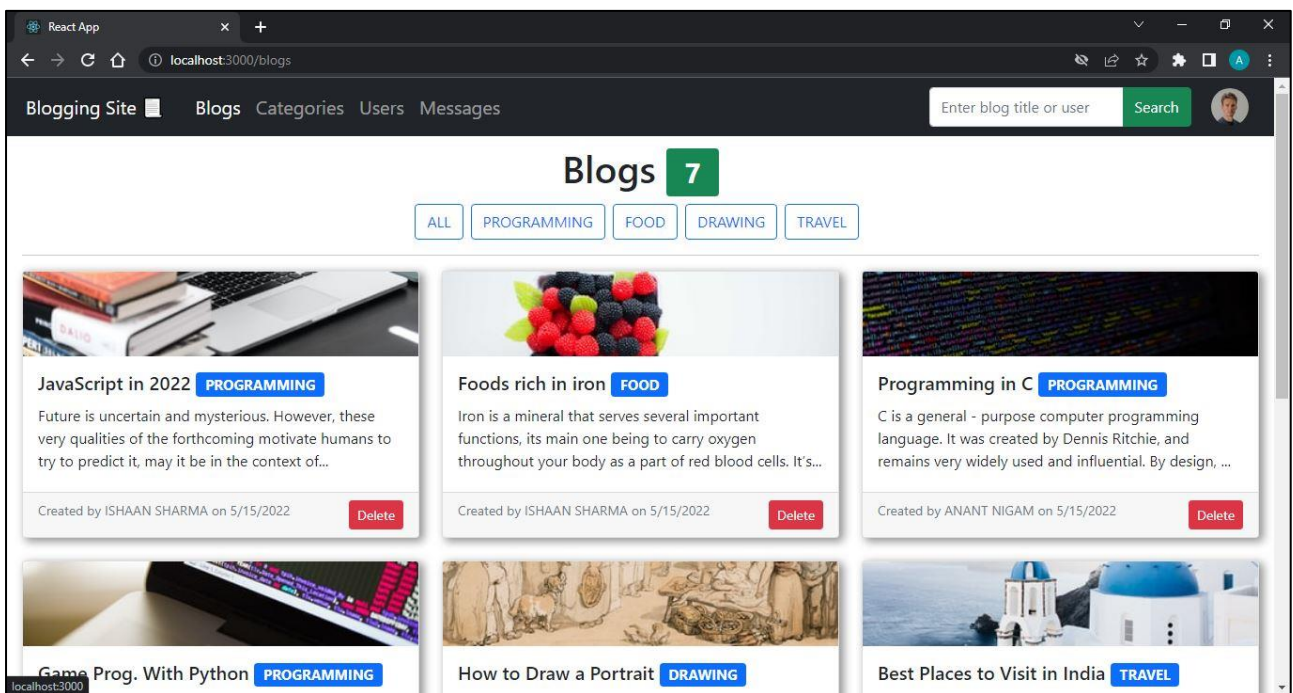 React App
localhost:3000/blogs
A
Blogging Site Blogs Categories Users Messages
Enter blog title or user Search
Blogs 7
ALL PROGRAMMING FOOD DRAWING TRAVEL
DALIO
JavaScript in 2022 PROGRAMMING
Future is uncertain and mysterious. However, these
very qualities of the forthcoming motivate humans to
try to predict it, may it be in the context of...
Created by ISHAAN SHARMA on 5/15/2022 Delete
Foods rich in iron FOOD
Iron is a mineral that serves several important
functions, its main one being to carry oxygen
throughout your body as a part of red blood cells. It's...
Created by ISHAAN SHARMA on 5/15/2022 Delete
Programming in C PROGRAMMING
C is a general - purpose computer programming
language. It was created by Dennis Ritchie, and
remains very widely used and influential. By design, ...
Created by ANANT NIGAM on 5/15/2022 Delete
Game Prog. With Python PROGRAMMING
How to Draw a Portrait DRAWING
Best Places to Visit in India TRAVEL
localhost:3000